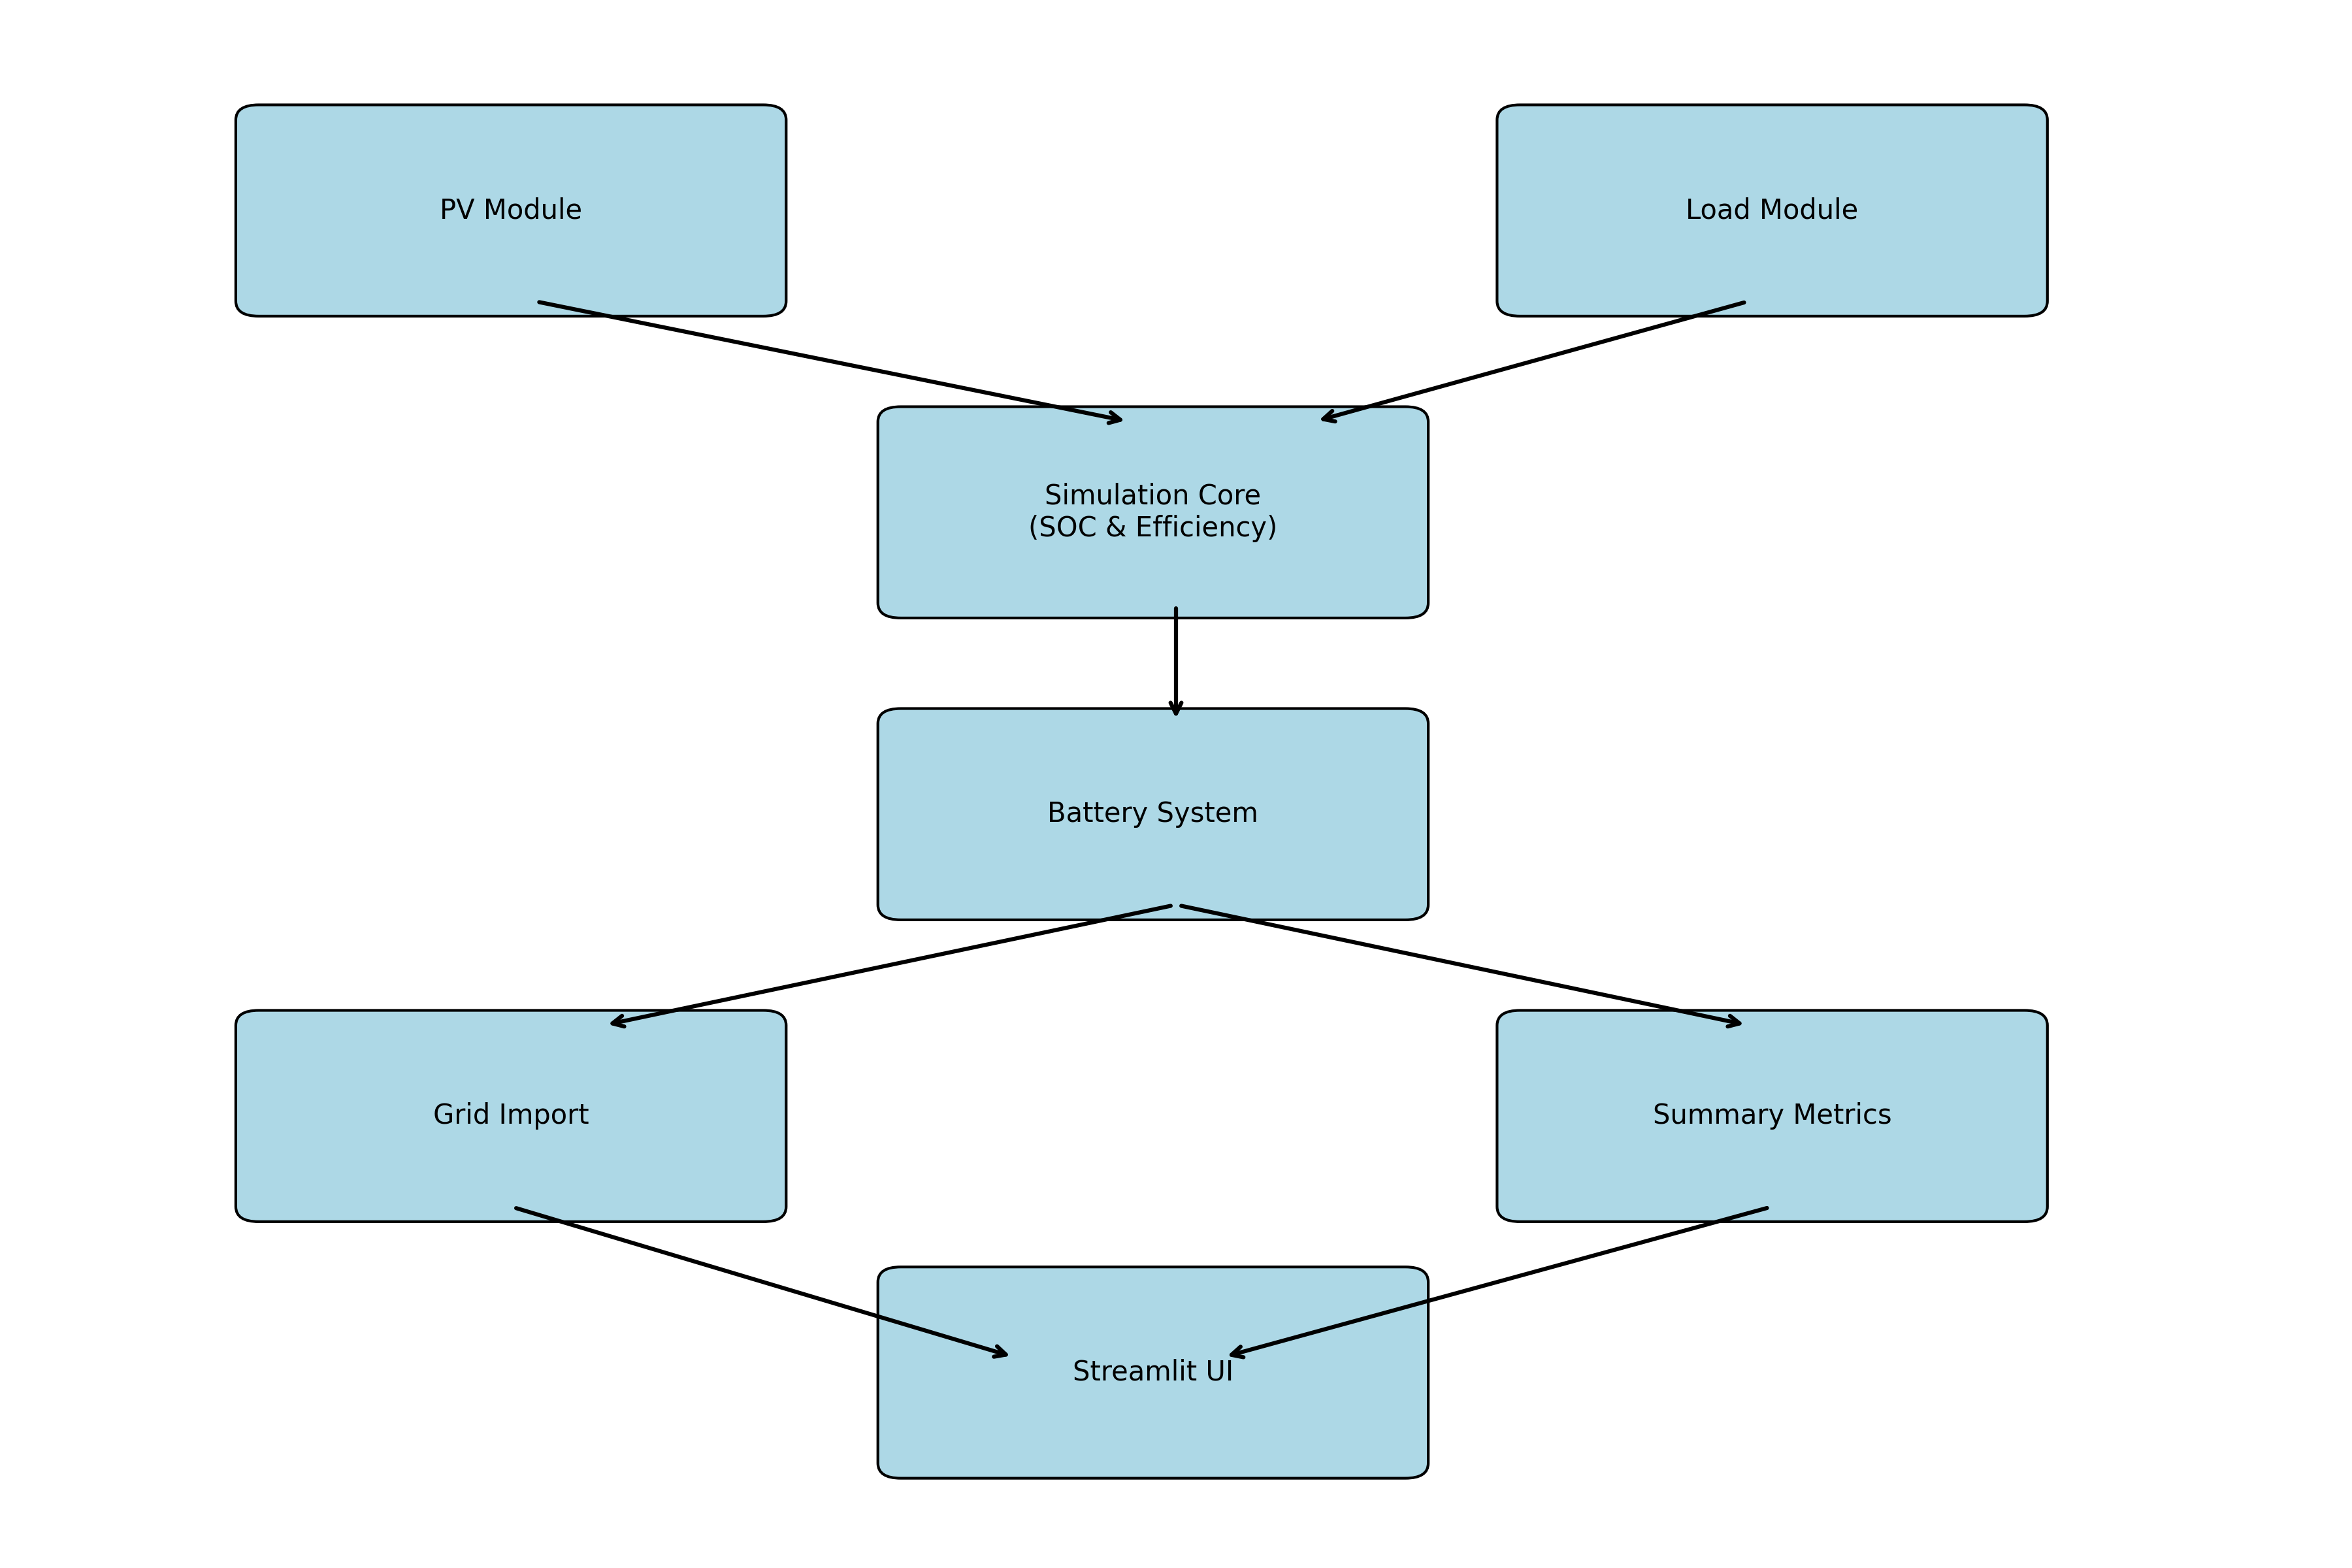 PV Module
Load Module
Simulation Core
(SOC & Efficiency)
Battery System
Grid Import
Summary Metrics
Streamlit UI